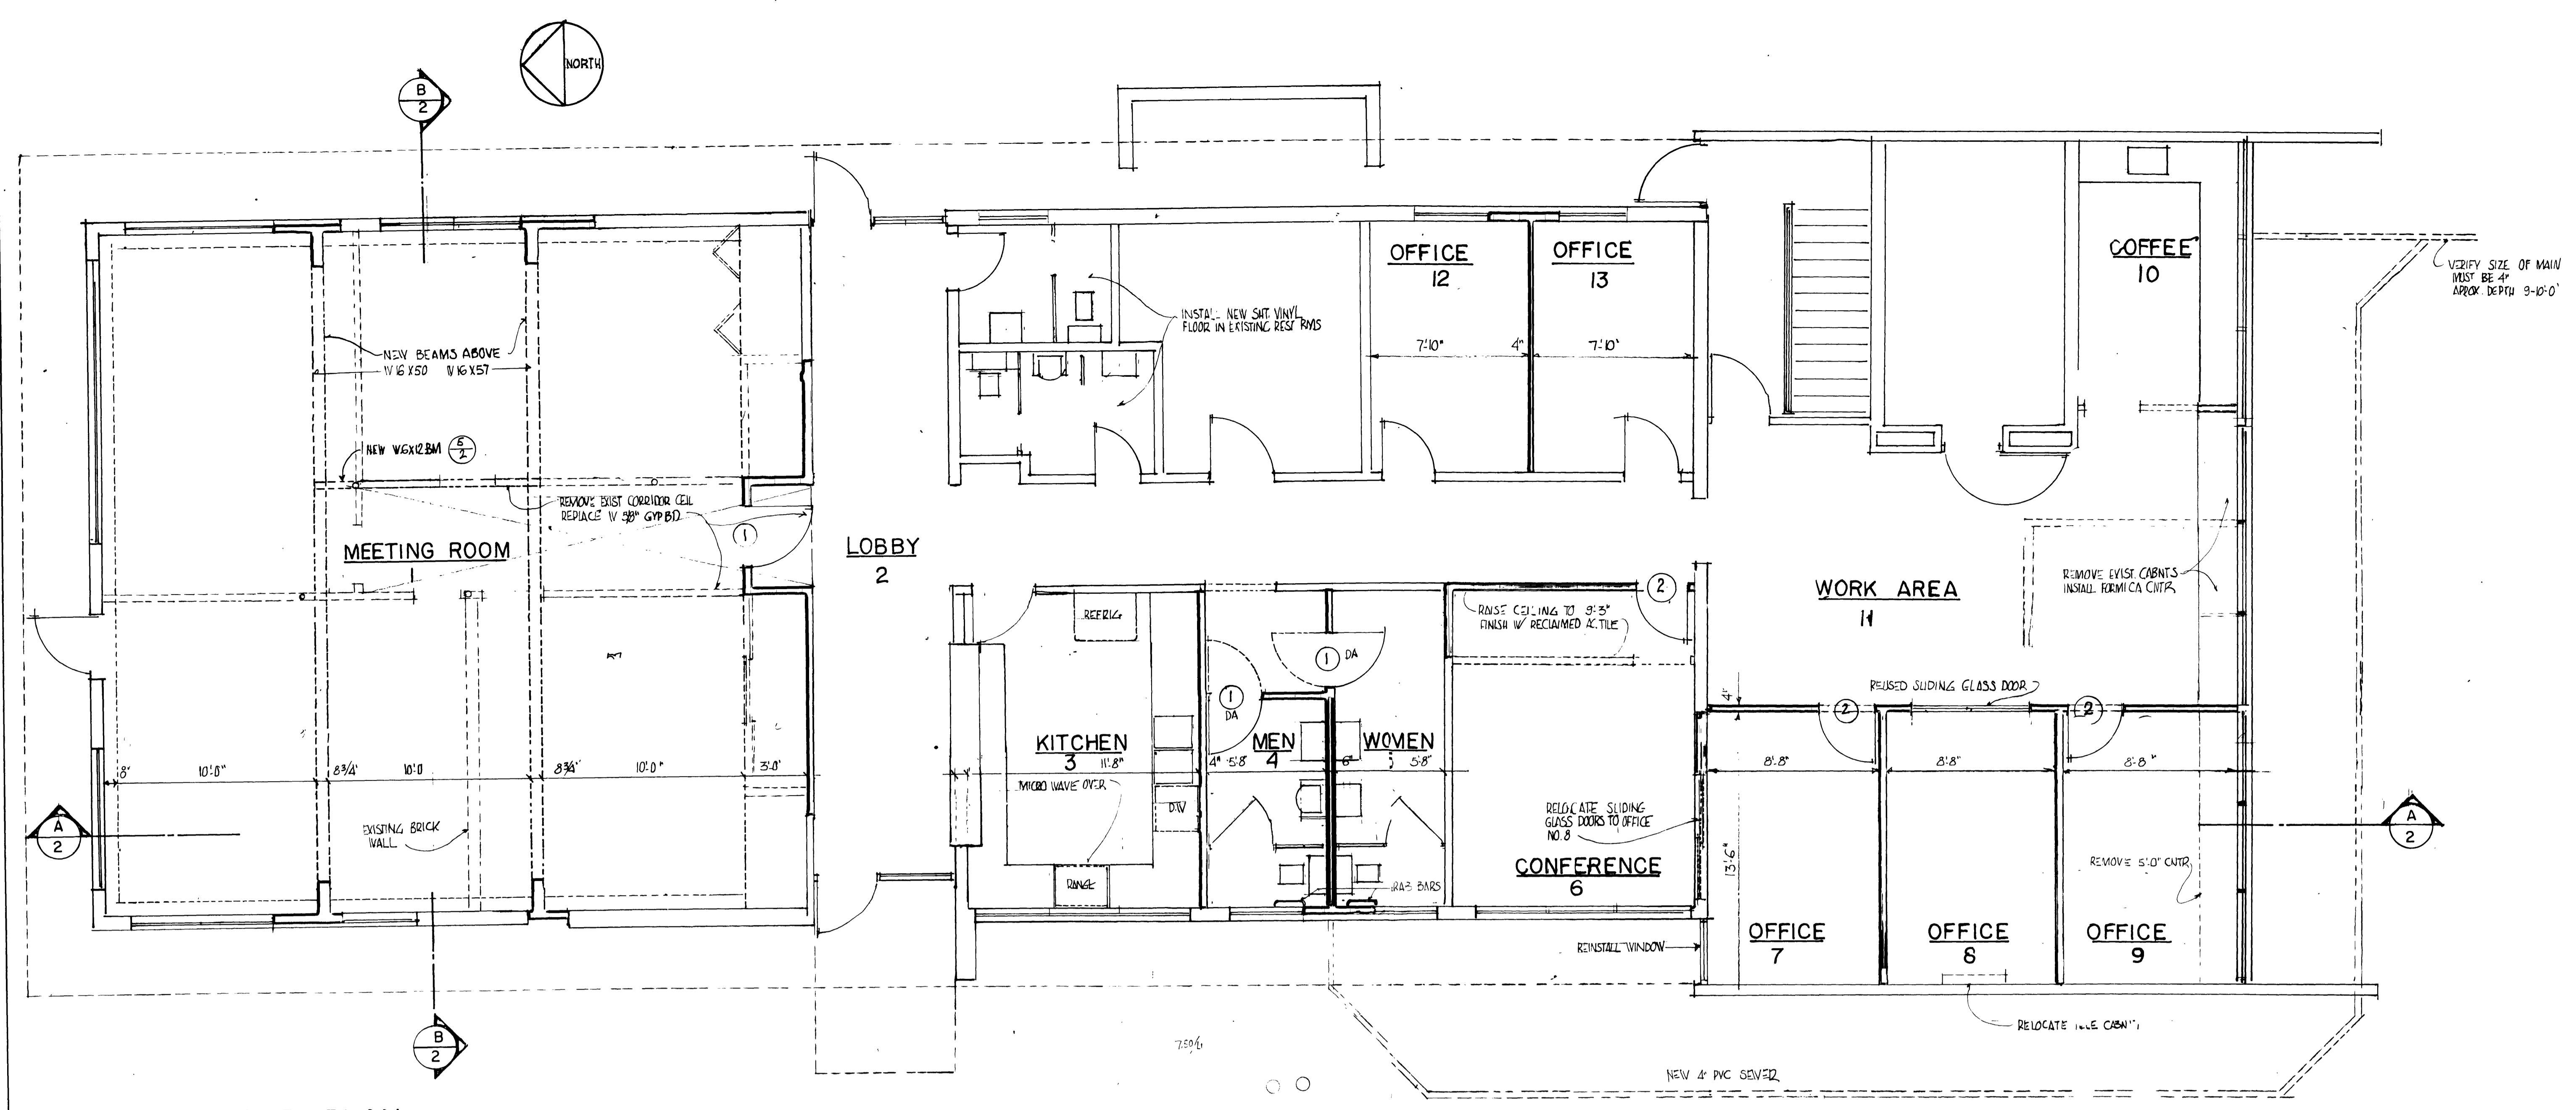 NORTH
B
2
OFFICE
12
OFFICE
13
COFFEE
10
VERIFY SIZE OF MAIN
MUST BE 4"
APROX. DEPTH 9-10'-0"
INSTALL NEW SHT. VINYL
FLOOR IN EXISTING REST RMS
NEW BEAMS ABOVE
W16X50 W16X57
7'-10"
4"
7'-10"
NEW W6X12 BM
5
2
REMOVE EXIST CORRIDOR CEIL
REPLACE W 5/8" GYP BD
1
MEETING ROOM
1
LOBBY
2
REFRIG
RAISE CEILING TO 9'-3"
FINISH W/ RECLAIMED AC. TILE
2
WORK AREA
11
REMOVE EXIST. CABNTS
INSTALL FORMICA CNTR
1
DA
1
DA
REUSED SLIDING GLASS DOOR
4"
2
2
KITCHEN
3
11'-8"
MEN
4
WOMEN
8"
10'-0"
8 3/4"
10'-0
8 3/4"
10'-0"
3'-0"
4"
5'-8"
6"
5'-8"
8'-8"
8'-8"
8'-8"
MICRO WAVE OVER
DW
EXISTING BRICK
WALL
RELOCATE SLIDING
GLASS DOORS TO OFFICE
NO. 8
A
2
A
2
13'-6"
REMOVE 5'-0" CNTR
CONFERENCE
6
RANGE
BARS
REINSTALL WINDOW
OFFICE
7
OFFICE
8
OFFICE
9
RELOCATE
B
2
NEW 4" PVC SEWER